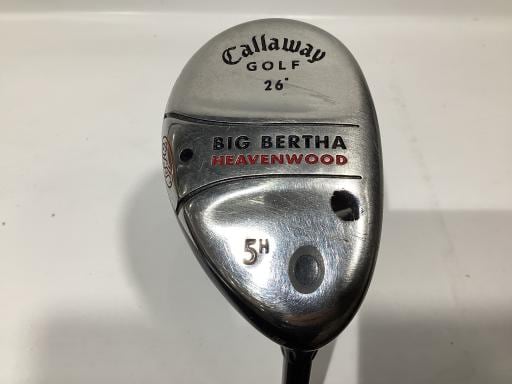 Callaway
GOLF
26°
BIG BERTHA
HEAVENWOOD
5H